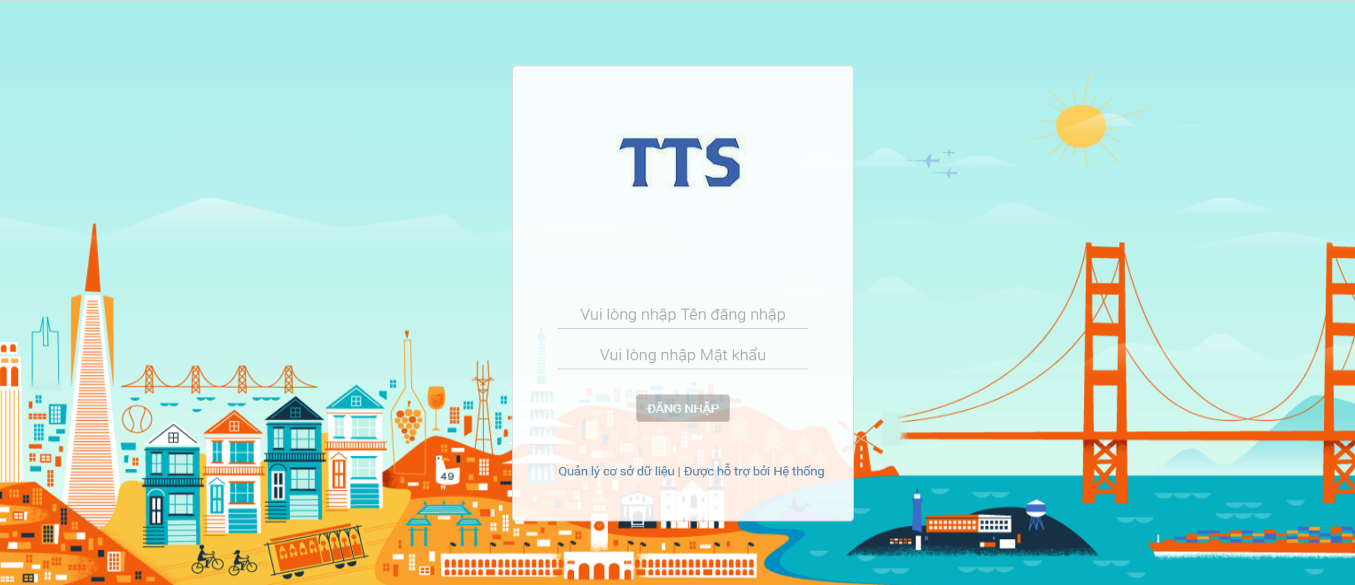 TTS
Vui lòng nhập Tên đăng nhập
Vui lòng nhập Mật khẩu
ĐĂNG NHẬP
49
Quản lý cơ sở dữ liệu | Được hỗ trợ bởi Hệ thống